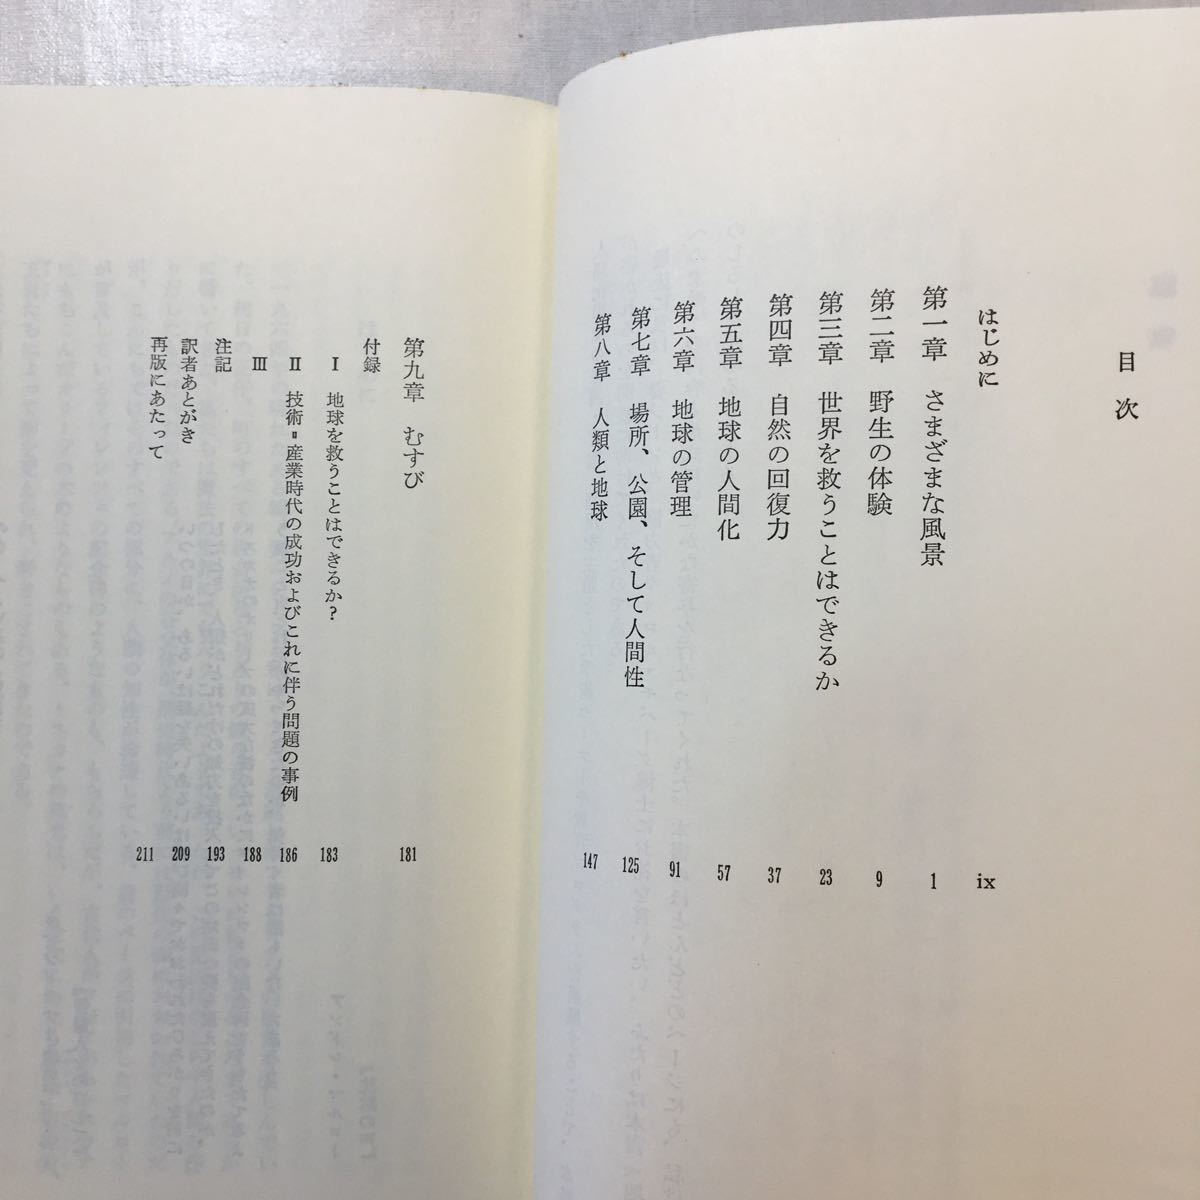 目次
はじめに ix
第一章 さまざまな風景 1
第二章 野生の体験 9
第三章 世界を救うことはできるか 23
第四章 自然の回復力 37
第五章 地球の人間化 57
第六章 地球の管理 91
第七章 場所、公園、そして人間性 125
第八章 人類と地球 147
第九章 むすび 181
付録
Ⅰ 地球を救うことはできるか? 183
Ⅱ 技術=産業時代の成功およびこれに伴う問題の事例 186
Ⅲ 188
注記 193
訳者あとがき 209
再版にあたって 211